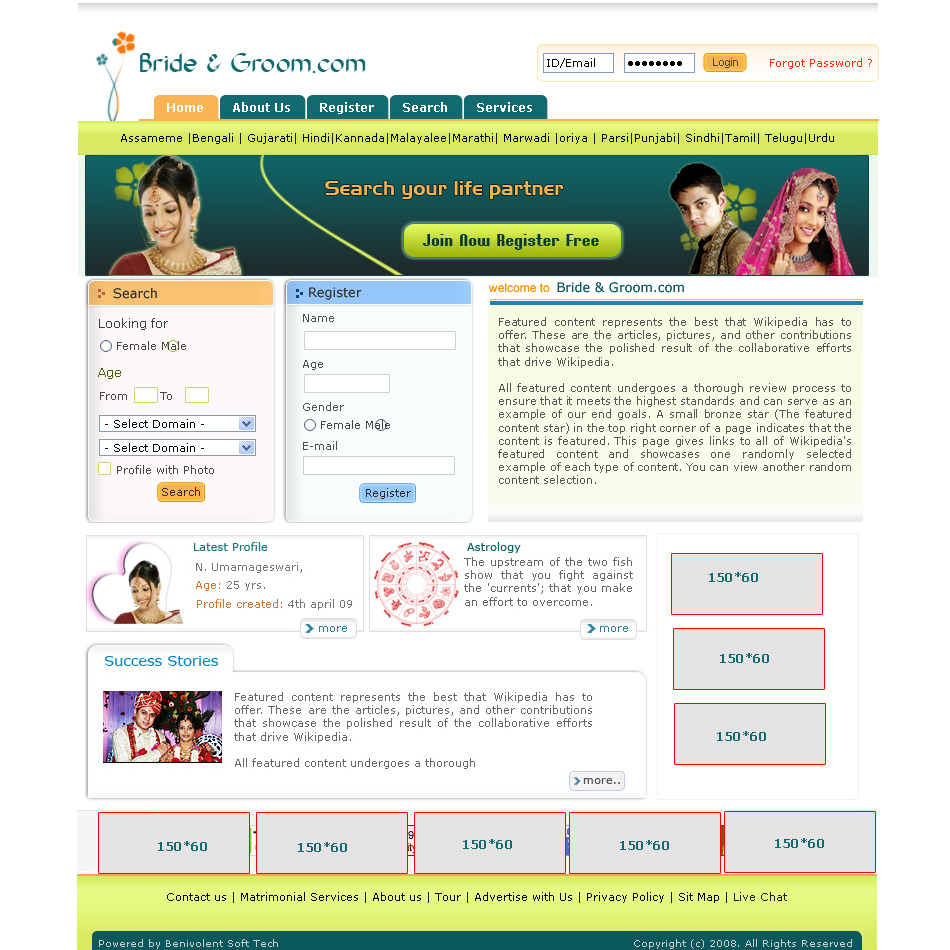 Bride & Groom.com
ID/Email
●●●●●●●●
Login
Forgot Password ?
Home
About Us
Register
Search
Services
Assameme |Bengali | Gujarati| Hindi|Kannada|Malayalee|Marathi| Marwadi |oriya | Parsi|Punjabi| Sindhi|Tamil| Telugu|Urdu
Search your life partner
Join Now Register Free
Search
Looking for
Female Male
Age
From To
- Select Domain -
- Select Domain -
Profile with Photo
Search
Register
Name
Age
Gender
Female Male
E-mail
Register
welcome to Bride & Groom.com
Featured content represents the best that Wikipedia has to
offer. These are the articles, pictures, and other contributions
that showcase the polished result of the collaborative efforts
that drive Wikipedia.
All featured content undergoes a thorough review process to
ensure that it meets the highest standards and can serve as an
example of our end goals. A small bronze star (The featured
content star) in the top right corner of a page indicates that the
content is featured. This page gives links to all of Wikipedia's
featured content and showcases one randomly selected
example of each type of content. You can view another random
content selection.
Latest Profile
N. Umamageswari,
Age: 25 yrs.
Profile created: 4th april 09
more
Astrology
The upstream of the two fish
show that you fight against
the 'currents'; that you make
an effort to overcome.
more
150*60
150*60
150*60
Success Stories
Featured content represents the best that Wikipedia has to
offer. These are the articles, pictures, and other contributions
that showcase the polished result of the collaborative efforts
that drive Wikipedia.
All featured content undergoes a thorough
more..
150*60
150*60
150*60
150*60
150*60
Contact us | Matrimonial Services | About us | Tour | Advertise with Us | Privacy Policy | Sit Map | Live Chat
Powered by Benivolent Soft Tech
Copyright (c) 2008. All Rights Reserved